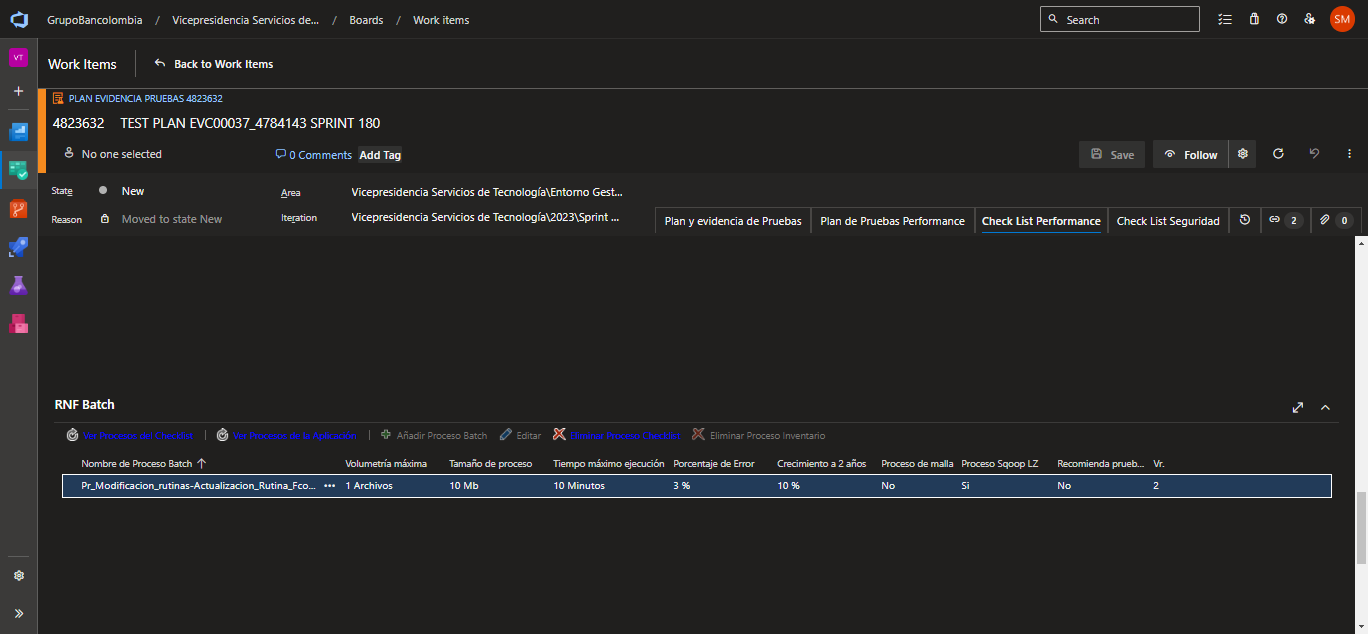 GrupoBancolombia / Vicepresidencia Servicios de... / Boards / Work items
Search
SM
VT
Work Items
Back to Work Items
PLAN EVIDENCIA PRUEBAS 4823632
4823632 TEST PLAN EVC00037_4784143 SPRINT 180
No one selected
0 Comments
Add Tag
Save
Follow
State
New
Area
Vicepresidencia Servicios de Tecnología\Entorno Gest...
Reason
Moved to state New
Iteration
Vicepresidencia Servicios de Tecnología\2023\Sprint ...
Plan y evidencia de Pruebas
Plan de Pruebas Performance
Check List Performance
Check List Seguridad
2
0
RNF Batch
Ver Procesos del Checklist | Ver Procesos de la Aplicación | Añadir Proceso Batch Editar Eliminar Proceso Checklist Eliminar Proceso Inventario
Nombre de Proceso Batch Volumetría máxima Tamaño de proceso Tiempo máximo ejecución Porcentaje de Error Crecimiento a 2 años Proceso de malla Proceso Sqoop LZ Recomienda prueb... Vr.
Pr_Modificacion_rutinas-Actualizacion_Rutina_Fco... 1 Archivos 10 Mb 10 Minutos 3 % 10 % No Si No 2